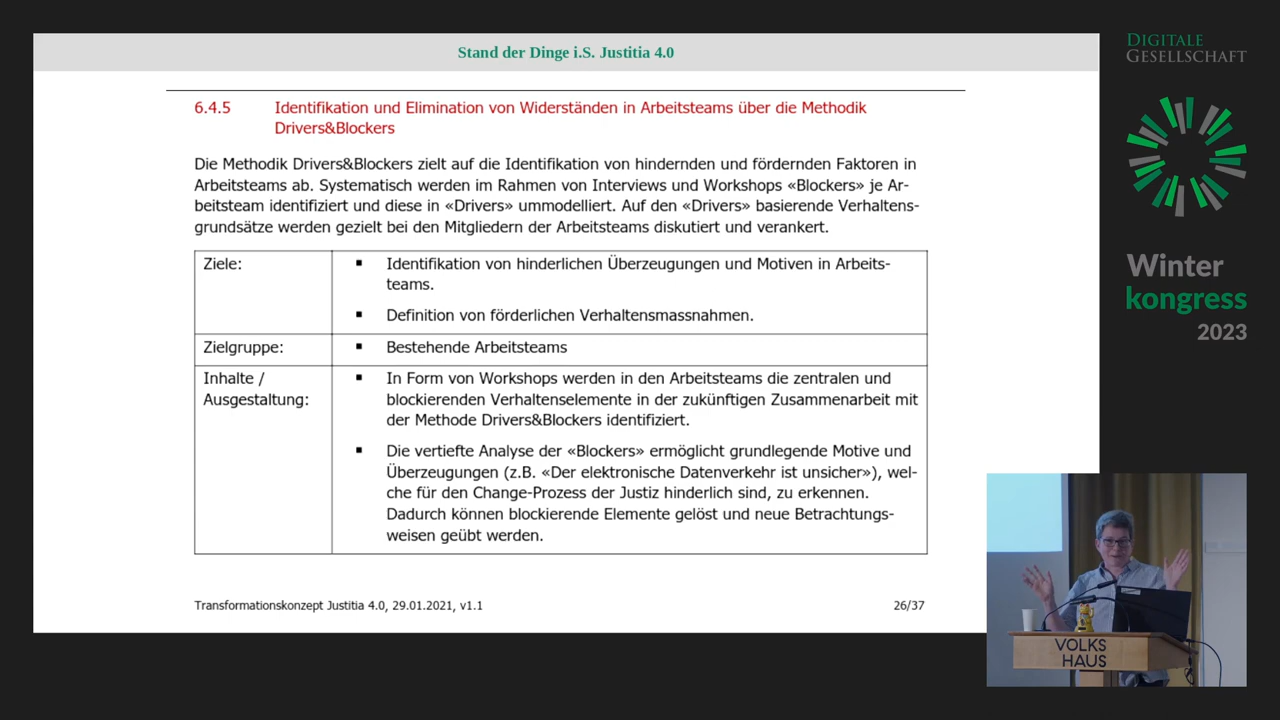 Stand der Dinge i.S. Justitia 4.0
DIGITALE
GESELLSCHAFT
Winter
kongress
2023
6.4.5 Identifikation und Elimination von Widerständen in Arbeitsteams über die Methodik
Drivers&Blockers
Die Methodik Drivers&Blockers zielt auf die Identifikation von hindernden und fördernden Faktoren in
Arbeitsteams ab. Systematisch werden im Rahmen von Interviews und Workshops «Blockers» je Ar-
beitsteam identifiziert und diese in «Drivers» ummodelliert. Auf den «Drivers» basierende Verhaltens-
grundsätze werden gezielt bei den Mitgliedern der Arbeitsteams diskutiert und verankert.
Ziele:
▪ Identifikation von hinderlichen Überzeugungen und Motiven in Arbeits-
teams.
▪ Definition von förderlichen Verhaltensmassnahmen.
Zielgruppe:
▪ Bestehende Arbeitsteams
Inhalte /
Ausgestaltung:
▪ In Form von Workshops werden in den Arbeitsteams die zentralen und
blockierenden Verhaltenselemente in der zukünftigen Zusammenarbeit mit
der Methode Drivers&Blockers identifiziert.
▪ Die vertiefte Analyse der «Blockers» ermöglicht grundlegende Motive und
Überzeugungen (z.B. «Der elektronische Datenverkehr ist unsicher»), wel-
che für den Change-Prozess der Justiz hinderlich sind, zu erkennen.
Dadurch können blockierende Elemente gelöst und neue Betrachtungs-
weisen geübt werden.
Transformationskonzept Justitia 4.0, 29.01.2021, v1.1 26/37
VOLKS
HAUS